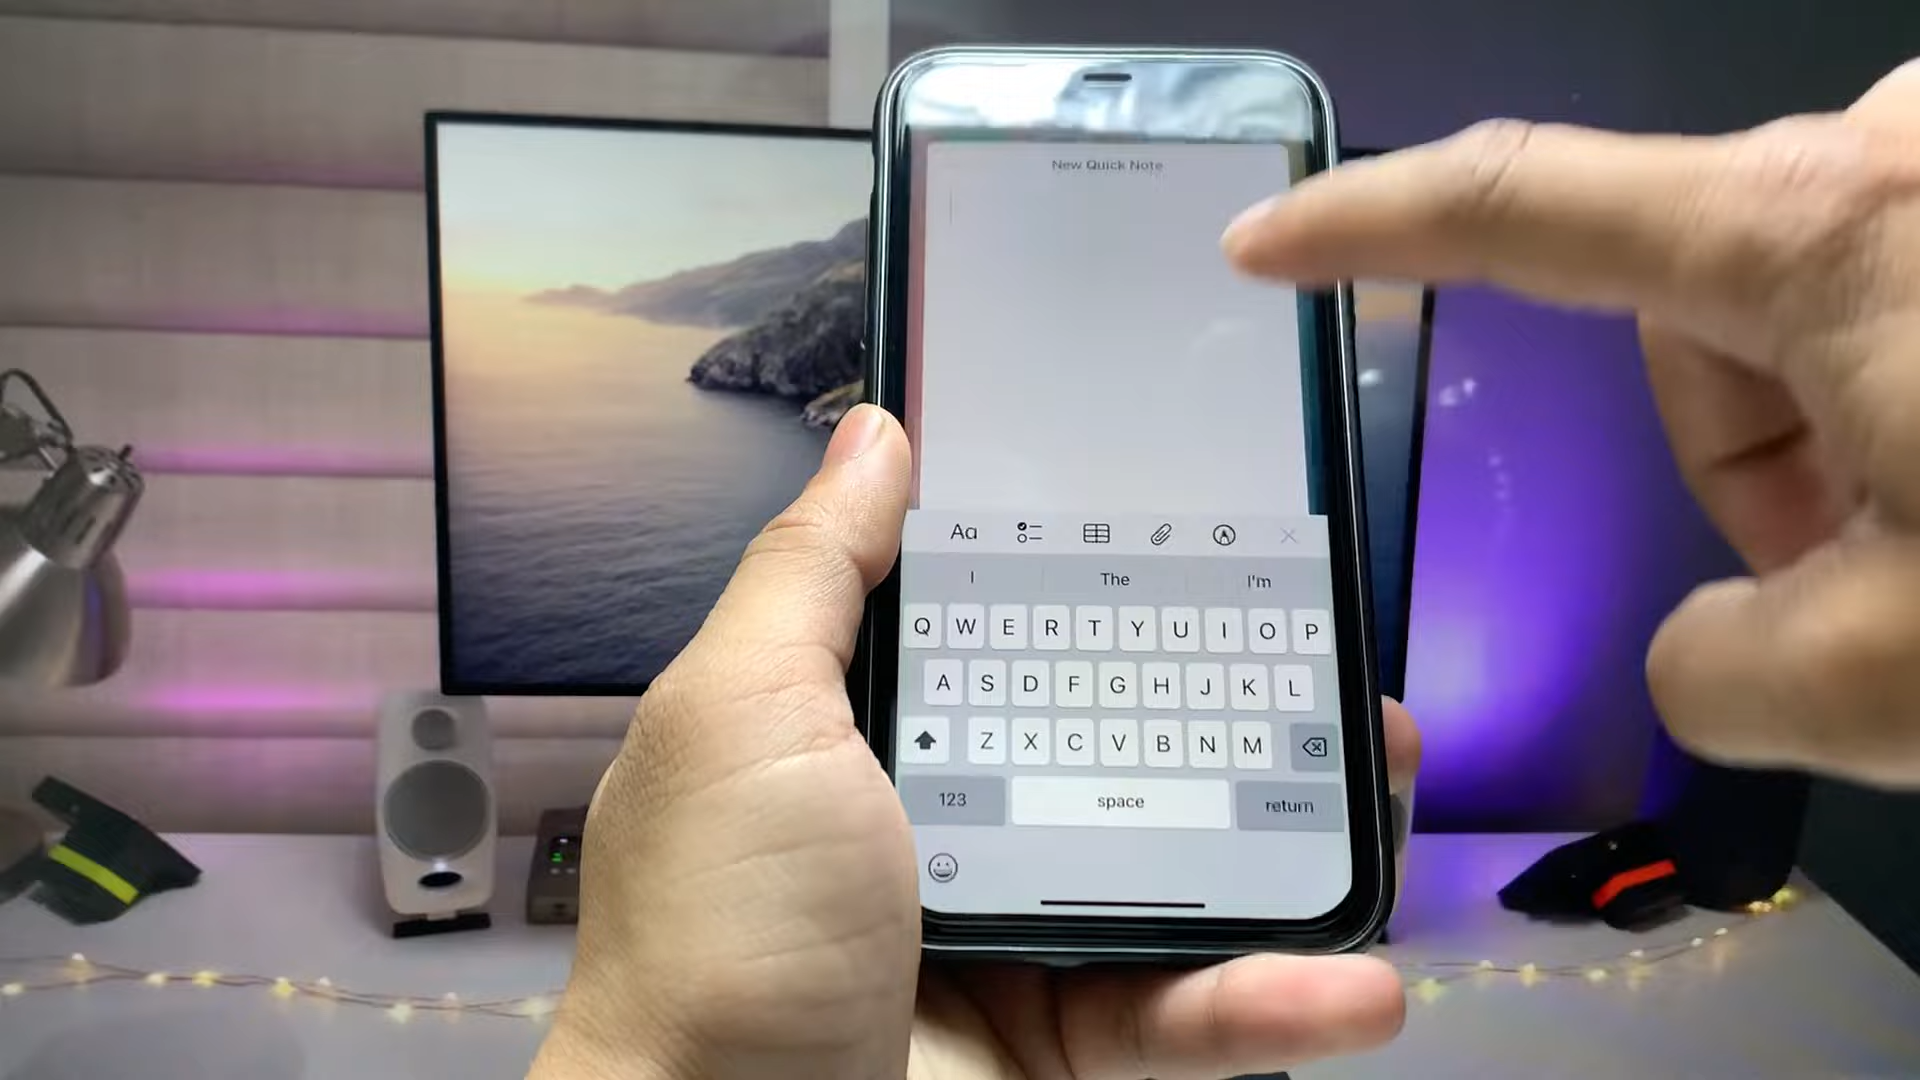 New Quick Note
Aa
I The I'm
Q W E R T Y U I O P
A S D F G H J K L
Z X C V B N M
123 space return